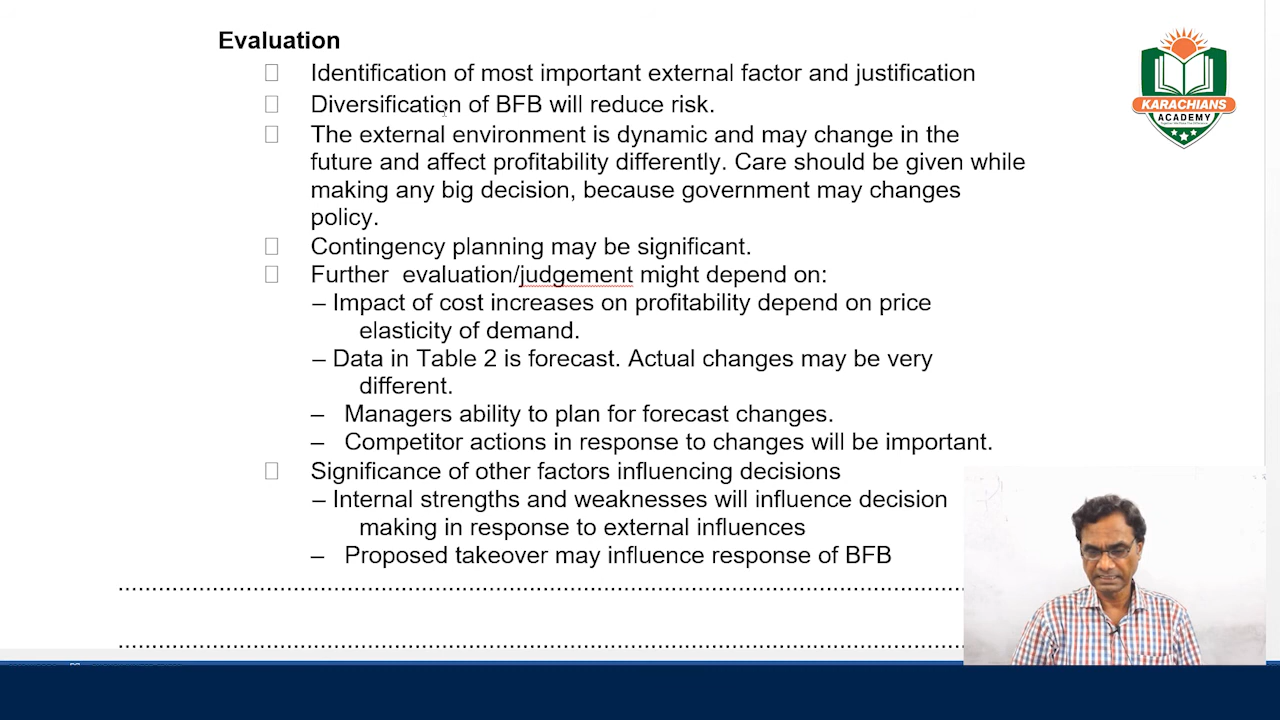 Evaluation
Identification of most important external factor and justification
Diversification of BFB will reduce risk.
The external environment is dynamic and may change in the
future and affect profitability differently. Care should be given while
making any big decision, because government may changes
policy.
Contingency planning may be significant.
Further evaluation/judgement might depend on:
– Impact of cost increases on profitability depend on price
elasticity of demand.
– Data in Table 2 is forecast. Actual changes may be very
different.
– Managers ability to plan for forecast changes.
– Competitor actions in response to changes will be important.
Significance of other factors influencing decisions
– Internal strengths and weaknesses will influence decision
making in response to external influences
– Proposed takeover may influence response of BFB
KARACHIANS
ACADEMY